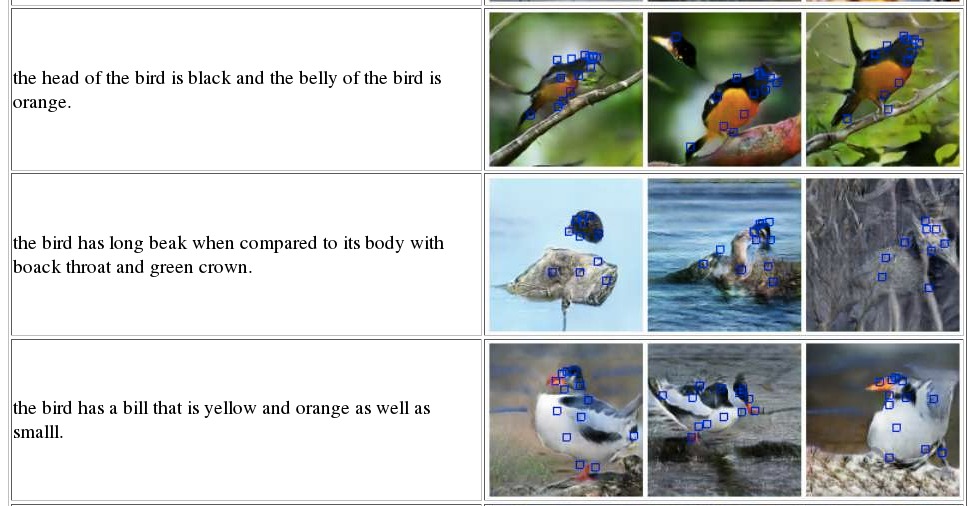 the head of the bird is black and the belly of the bird is
orange.
the bird has long beak when compared to its body with
boack throat and green crown.
the bird has a bill that is yellow and orange as well as
smalll.